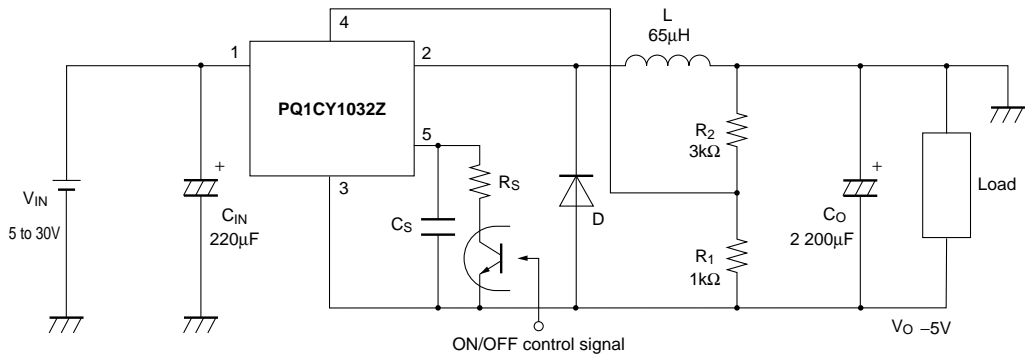 4
L
65μH
1
2
PQ1CY1032Z
5
R2
3kΩ
RS
3
VIN
5 to 30V
CIN
220μF
+
CS
D
R1
1kΩ
+
CO
2 200μF
Load
VO –5V
ON/OFF control signal